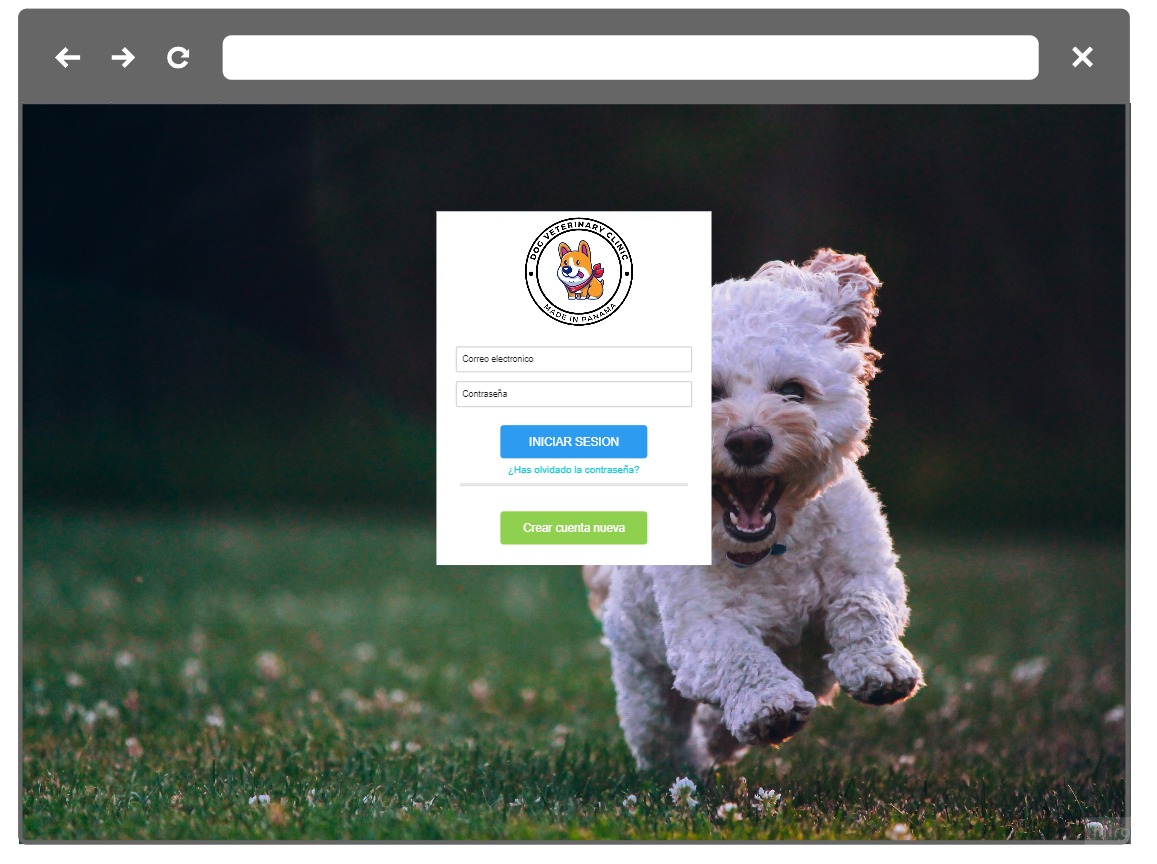 DOG VETERINARY CLINIC
MADE IN PANAMA
Correo electronico
Contraseña
INICIAR SESION
¿Has olvidado la contraseña?
Crear cuenta nueva